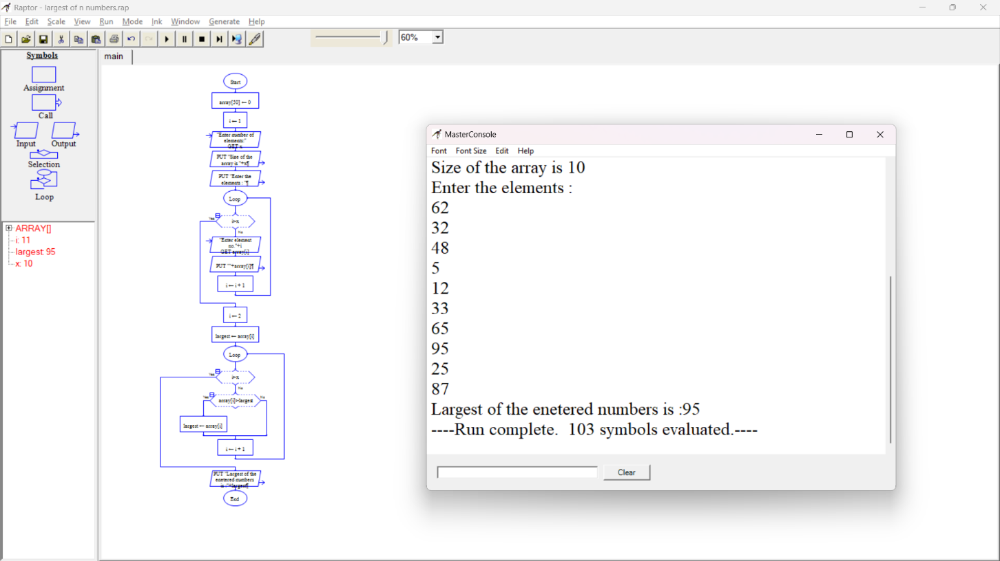 Raptor - largest of n numbers.rap
File Edit Scale View Run Mode Ink Window Generate Help
60%
Symbols
Assignment
Call
Input Output
Selection
Loop
ARRAY[]
i: 11
largest: 95
x: 10
main
Start
array[50] ← 0
i ← 1
"Enter number of
elements:"
GET x
PUT "Size of the
array is "+x¶
PUT "Enter the
elements : "¶
Loop
Yes
i>x
No
"Enter element
no."+i
GET array[i]
PUT ""+array[i]¶
i ← i + 1
i ← 2
largest ← array[i]
Loop
Yes
i>x
No
Yes
array[i]>largest
No
largest ← array[i]
i ← i + 1
PUT "Largest of the
enetered numbers
is :"+largest¶
End
MasterConsole
Font Font Size Edit Help
Size of the array is 10
Enter the elements :
62
32
48
5
12
33
65
95
25
87
Largest of the enetered numbers is :95
----Run complete.  103 symbols evaluated.----
Clear